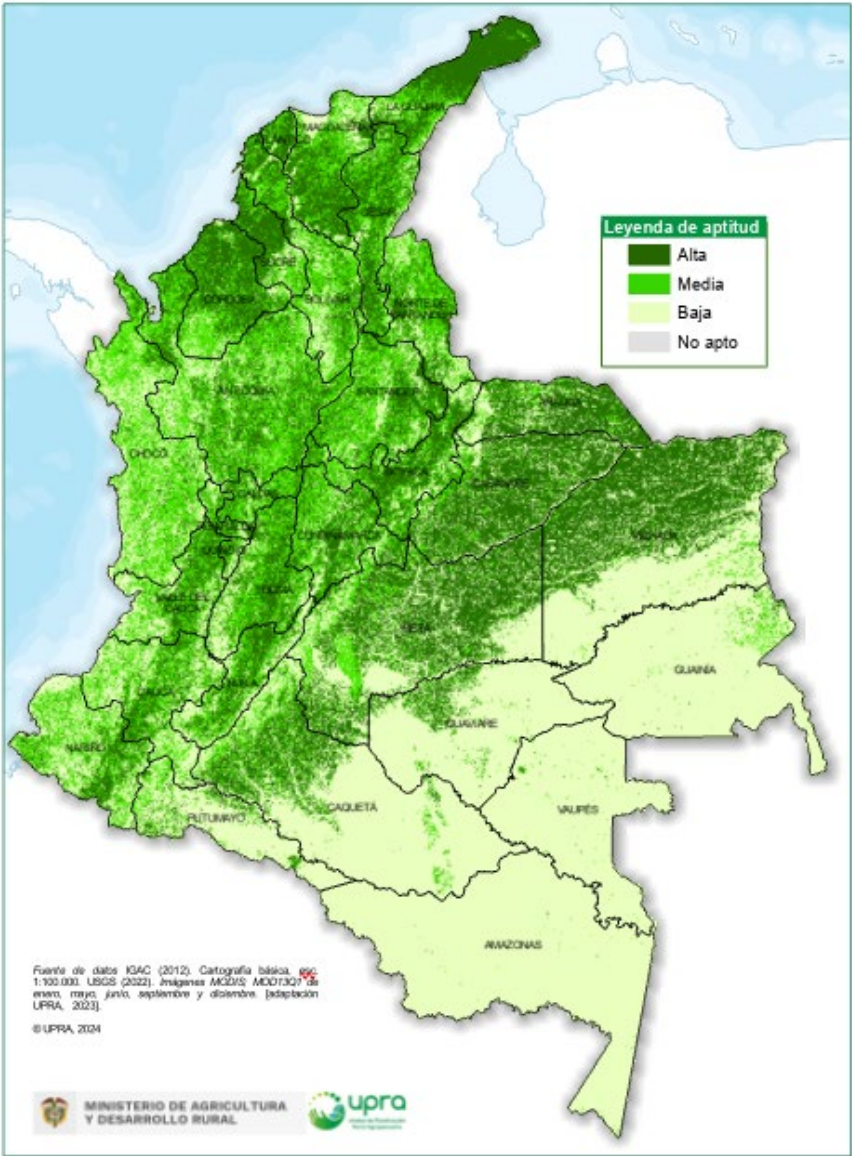 LA GUAJIRA
MAGDALENA
SUCRE
CÓRDOBA
BOLÍVAR
NORTE DE
SANTANDER
ANTIOQUIA
SANTANDER
CHOCÓ
CASANARE
VICHADA
CUNDINAMARCA
TOLIMA
VALLE DEL
CAUCA
META
GUAINÍA
CAUCA
HUILA
GUAVIARE
NARIÑO
CAQUETÁ
VAUPÉS
PUTUMAYO
AMAZONAS
Leyenda de aptitud
Alta
Media
Baja
No apto
Fuente de datos IGAC (2012). Cartografía básica, esc.
1:100.000. USGS (2022). Imágenes MODIS; MOD13Q1 de
enero, mayo, junio, septiembre y diciembre. [adaptación
UPRA, 2023].
© UPRA, 2024
MINISTERIO DE AGRICULTURA
Y DESARROLLO RURAL
upra